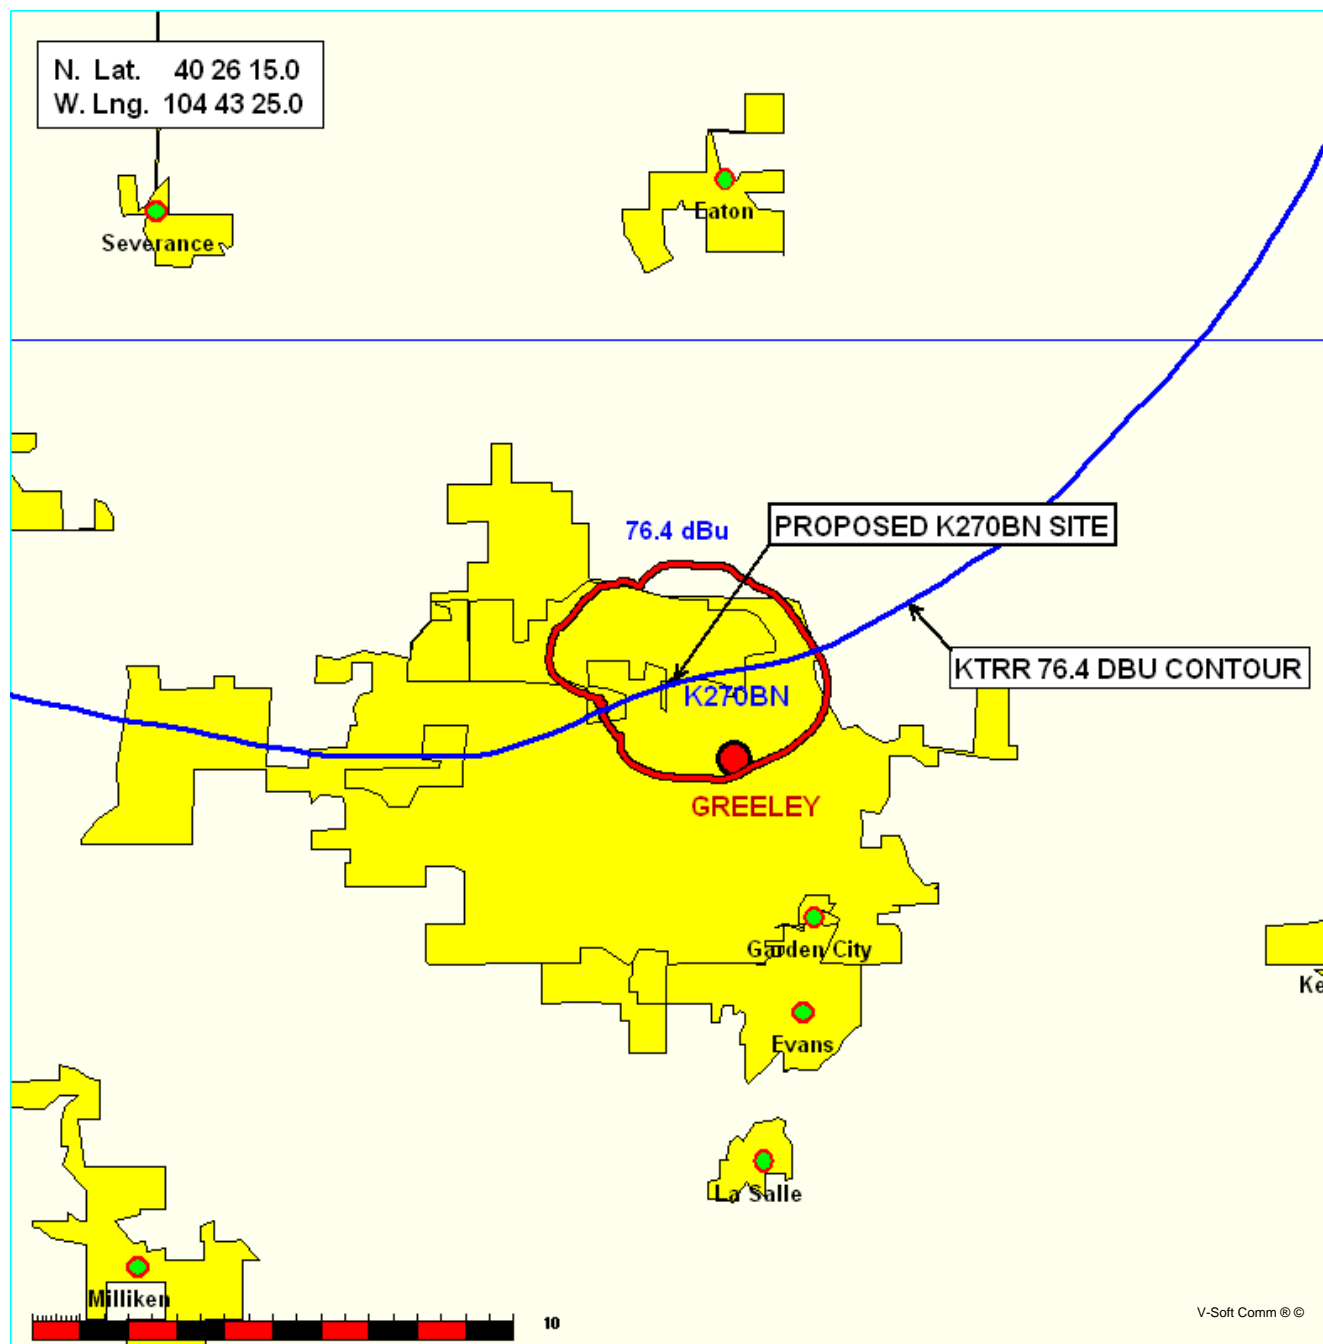 N. Lat. 40 26 15.0
W. Lng. 104 43 25.0
Eaton
Severance
76.4 dBu
PROPOSED K270BN SITE
KTRR 76.4 DBU CONTOUR
K270BN
GREELEY
Garden City
Ke
Evans
La Salle
Milliken
10
V-Soft Comm ® ©